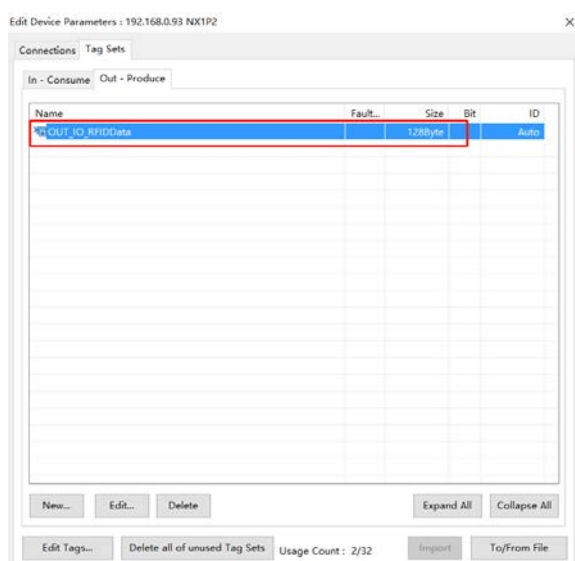 Edit Device Parameters : 192.168.0.93 NX1P2
Connections Tag Sets
In - Consume Out - Produce
Name Fault... Size Bit ID
OUT_IO_RFIDData 128Byte Auto
New... Edit... Delete Expand All Collapse All
Edit Tags... Delete all of unused Tag Sets Usage Count : 2/32 Import To/From File